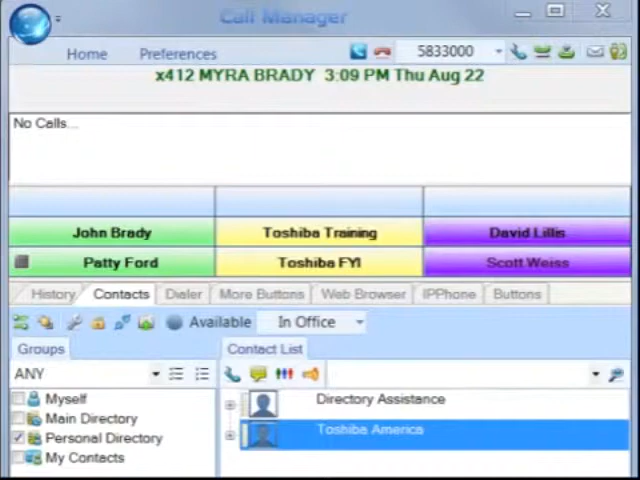 Call Manager
Home Preferences 5833000
x412 MYRA BRADY 3:09 PM Thu Aug 22
No Calls...
John Brady Toshiba Training David Lillis
Patty Ford Toshiba FYI Scott Weiss
History Contacts Dialer More Buttons Web Browser IPPhone Buttons
Available In Office
Groups Contact List
ANY
Myself
Main Directory
Personal Directory
My Contacts
Directory Assistance
Toshiba America